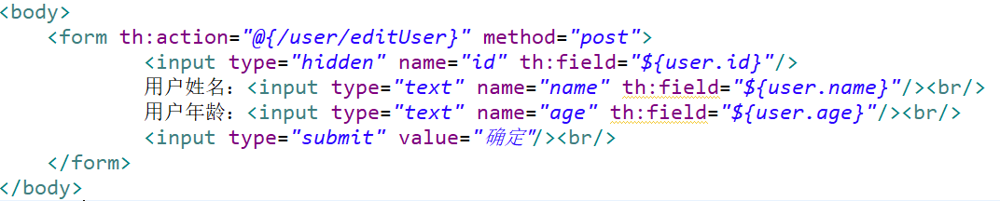 <body>
<form th:action="@{/user/editUser}" method="post">
<input type="hidden" name="id" th:field="${user.id}"/>
用户姓名：<input type="text" name="name" th:field="${user.name}"/><br/>
用户年龄：<input type="text" name="age" th:field="${user.age}"/><br/>
<input type="submit" value="确定"/><br/>
</form>
</body>